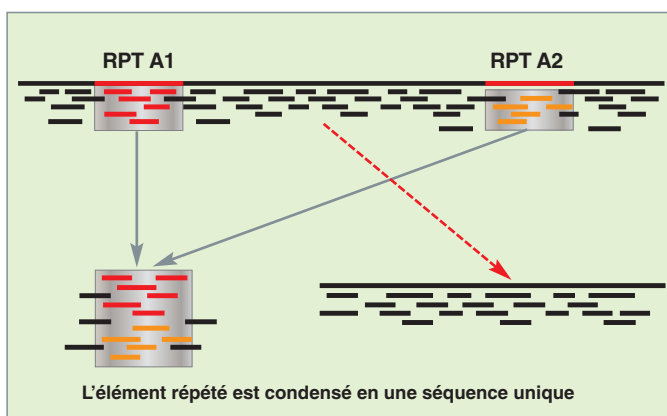 RPT A1
RPT A2
L'élément répété est condensé en une séquence unique